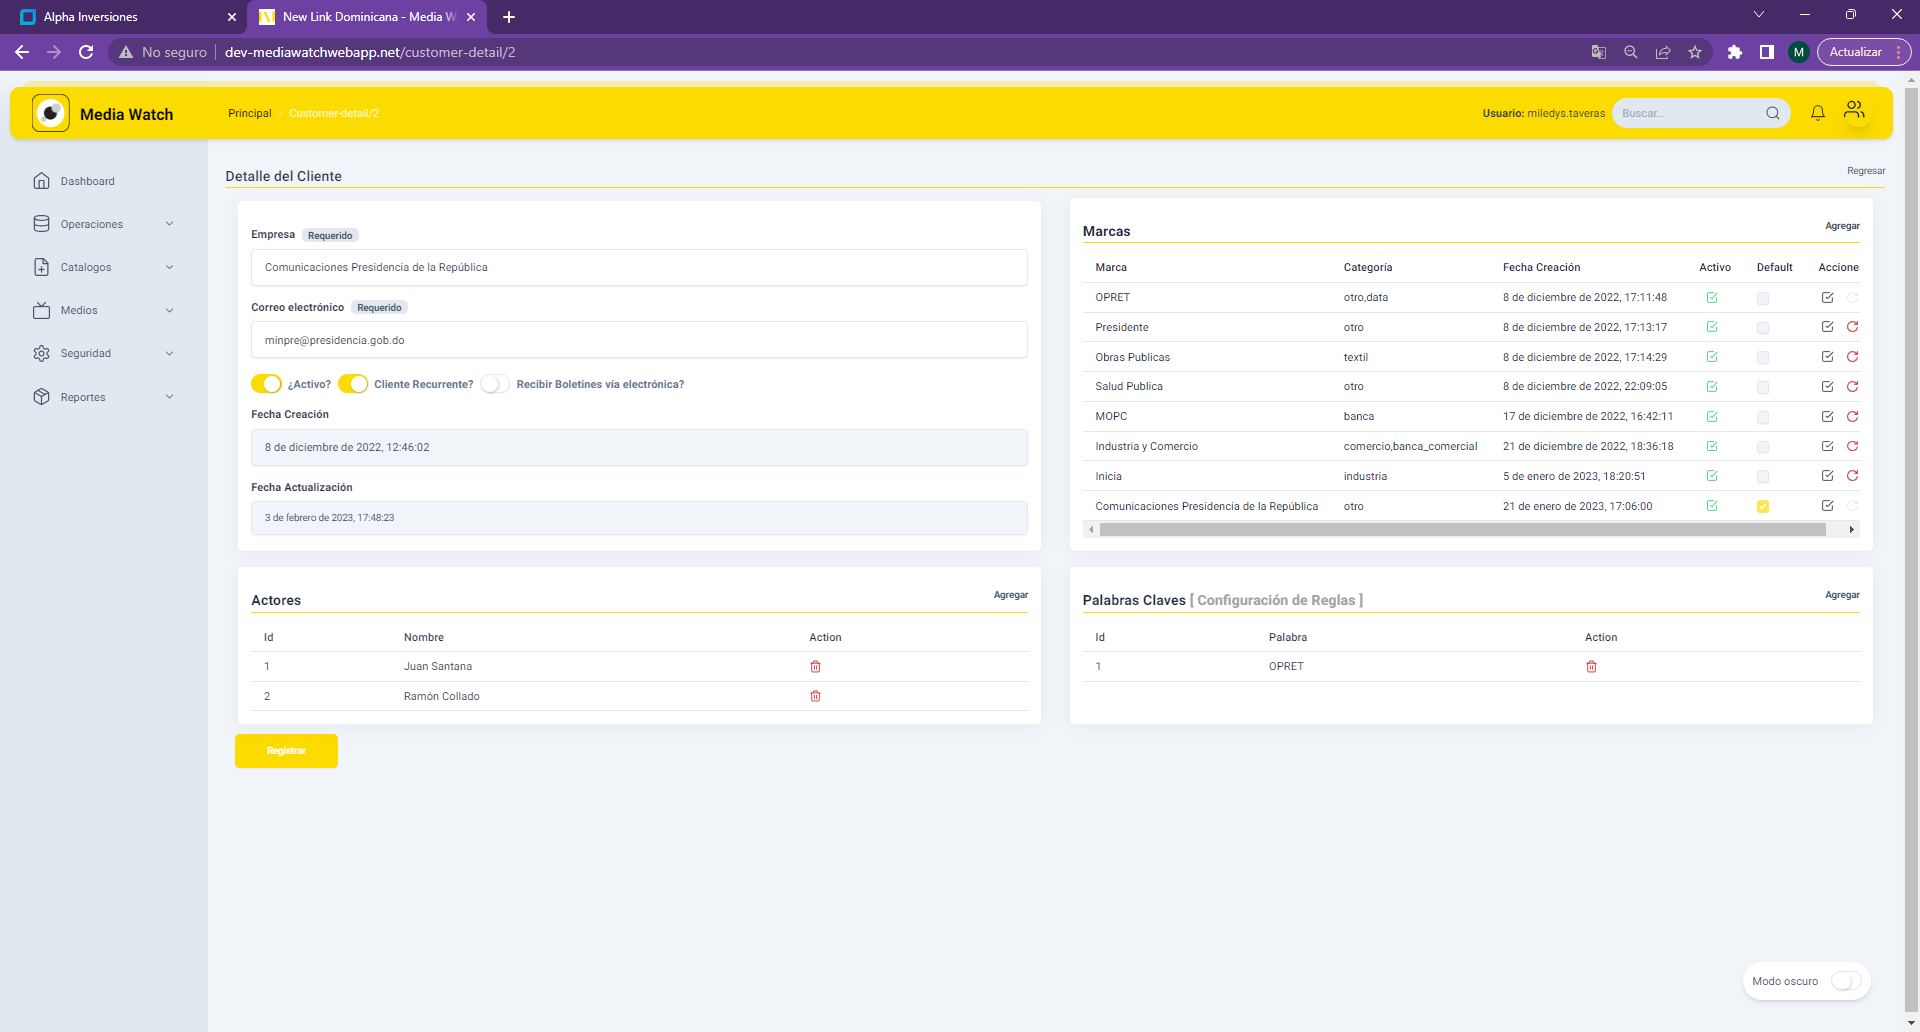 Alpha Inversiones
New Link Dominicana - Media W
No seguro
dev-mediawatchwebapp.net/customer-detail/2
M
Actualizar
Media Watch
Principal
Customer-detail/2
Usuario: miledys.taveras
Buscar...
Dashboard
Operaciones
Catalogos
Medios
Seguridad
Reportes
Detalle del Cliente
Regresar
Empresa Requerido
Comunicaciones Presidencia de la República
Correo electrónico Requerido
minpre@presidencia.gob.do
¿Activo? Cliente Recurrente? Recibir Boletines vía electrónica?
Fecha Creación
8 de diciembre de 2022, 12:46:02
Fecha Actualización
3 de febrero de 2023, 17:48:23
Marcas
Agregar
Marca Categoría Fecha Creación Activo Default Accione
OPRET otro,data 8 de diciembre de 2022, 17:11:48
Presidente otro 8 de diciembre de 2022, 17:13:17
Obras Publicas textil 8 de diciembre de 2022, 17:14:29
Salud Publica otro 8 de diciembre de 2022, 22:09:05
MOPC banca 17 de diciembre de 2022, 16:42:11
Industria y Comercio comercio,banca_comercial 21 de diciembre de 2022, 18:36:18
Inicia industria 5 de enero de 2023, 18:20:51
Comunicaciones Presidencia de la República otro 21 de enero de 2023, 17:06:00
Actores
Agregar
Id Nombre Action
1 Juan Santana
2 Ramón Collado
Palabras Claves [ Configuración de Reglas ]
Agregar
Id Palabra Action
1 OPRET
Registrar
Modo oscuro